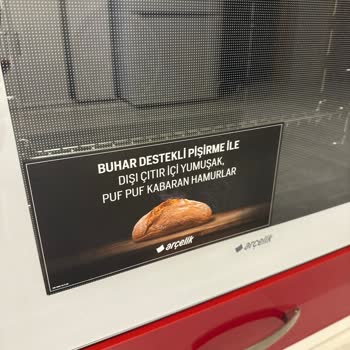 BUHAR DESTEKLİ PİŞİRME İLE
DIŞI ÇITIR İÇİ YUMUŞAK,
PUF PUF KABARAN HAMURLAR
arçelik
arçelik